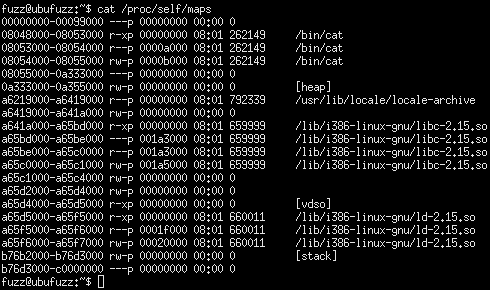 fuzz@ubufuzz:~$ cat /proc/self/maps
00000000-00099000 ---p 00000000 00:00 0
08048000-08053000 r-xp 00000000 08:01 262149     /bin/cat
08053000-08054000 r--p 0000a000 08:01 262149     /bin/cat
08054000-08055000 rw-p 0000b000 08:01 262149     /bin/cat
08055000-0a333000 ---p 00000000 00:00 0
0a333000-0a355000 rw-p 00000000 00:00 0          [heap]
a6219000-a6419000 r--p 00000000 08:01 792339     /usr/lib/locale/locale-archive
a6419000-a641a000 rw-p 00000000 00:00 0
a641a000-a65bd000 r-xp 00000000 08:01 659999     /lib/i386-linux-gnu/libc-2.15.so
a65bd000-a65be000 ---p 001a3000 08:01 659999     /lib/i386-linux-gnu/libc-2.15.so
a65be000-a65c0000 r--p 001a3000 08:01 659999     /lib/i386-linux-gnu/libc-2.15.so
a65c0000-a65c1000 rw-p 001a5000 08:01 659999     /lib/i386-linux-gnu/libc-2.15.so
a65c1000-a65c4000 rw-p 00000000 00:00 0
a65d2000-a65d4000 rw-p 00000000 00:00 0
a65d4000-a65d5000 r-xp 00000000 00:00 0          [vdso]
a65d5000-a65f5000 r-xp 00000000 08:01 660011     /lib/i386-linux-gnu/ld-2.15.so
a65f5000-a65f6000 r--p 0001f000 08:01 660011     /lib/i386-linux-gnu/ld-2.15.so
a65f6000-a65f7000 rw-p 00020000 08:01 660011     /lib/i386-linux-gnu/ld-2.15.so
b76b2000-b76d3000 rw-p 00000000 00:00 0          [stack]
b76d3000-c0000000 ---p 00000000 00:00 0
fuzz@ubufuzz:~$